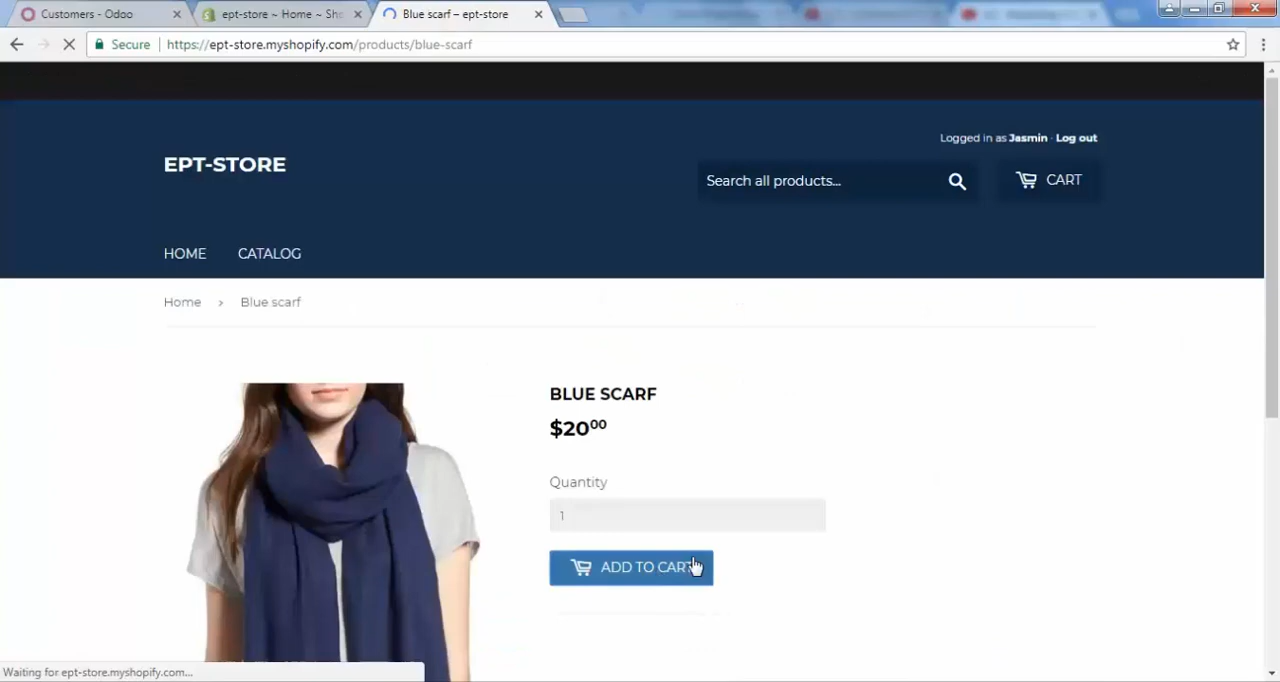 Customers - Odoo
ept-store ~ Home ~ Sh
Blue scarf – ept-store
Secure
https://ept-store.myshopify.com/products/blue-scarf
Logged in as Jasmin · Log out
EPT-STORE
Search all products...
CART
HOME
CATALOG
Home › Blue scarf
BLUE SCARF
$20⁰⁰
Quantity
1
ADD TO CART
Waiting for ept-store.myshopify.com...